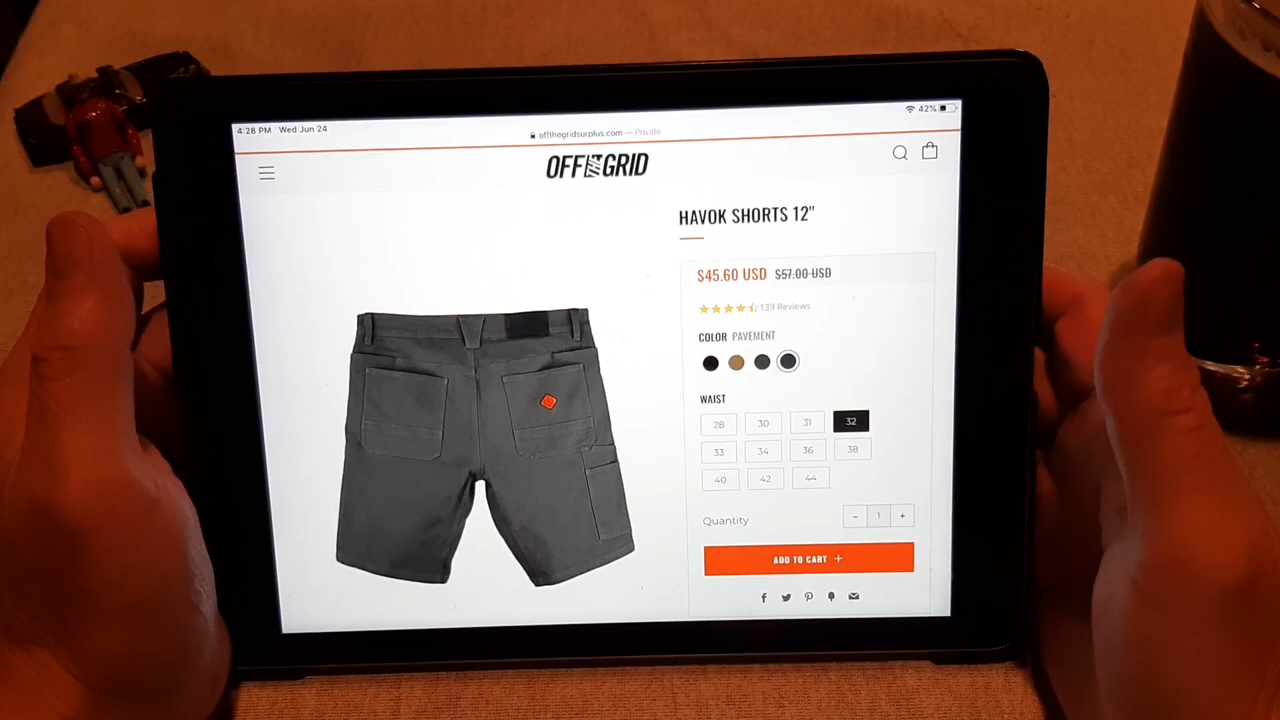 4:28 PM Wed Jun 24
42%
offthegridsurplus.com — Private
OFF GRID
HAVOK SHORTS 12"
$45.60 USD $57.00 USD
139 Reviews
COLOR PAVEMENT
WAIST
28 30 31 32
33 34 36 38
40 42 44
Quantity
− 1 +
ADD TO CART +